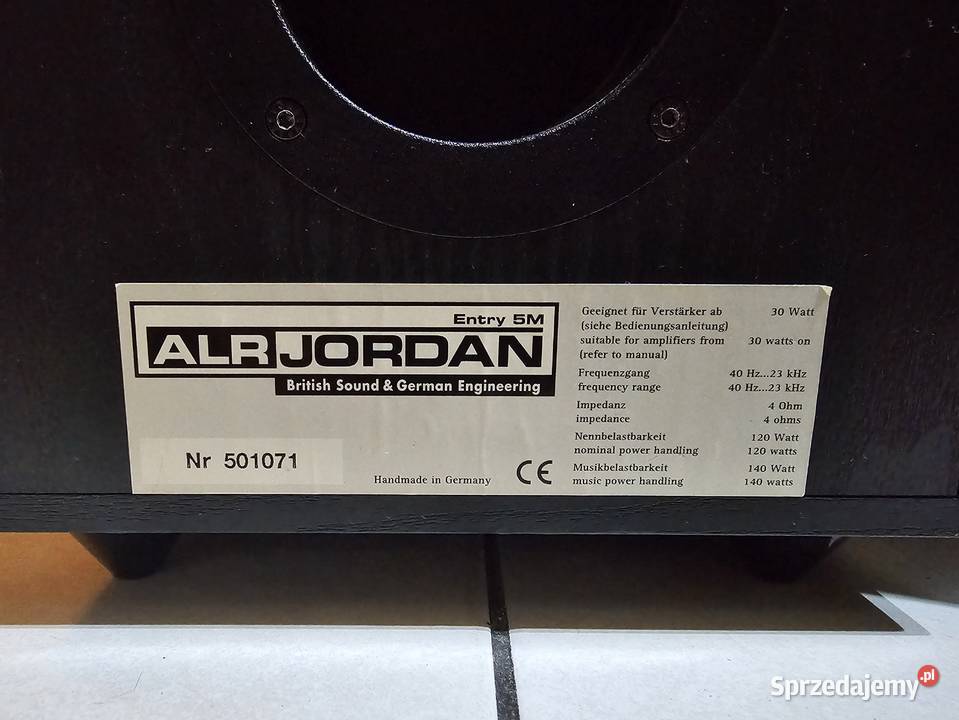 Entry 5M
ALR JORDAN
British Sound & German Engineering
Nr 501071
Handmade in Germany CE
Geeignet für Verstärker ab 30 Watt
(siehe Bedienungsanleitung)
suitable for amplifiers from 30 watts on
(refer to manual)
Frequenzgang 40 Hz...23 kHz
frequency range 40 Hz...23 kHz
Impedanz 4 Ohm
impedance 4 ohms
Nennbelastbarkeit 120 Watt
nominal power handling 120 watts
Musikbelastbarkeit 140 Watt
music power handling 140 watts
Sprzedajemy.pl